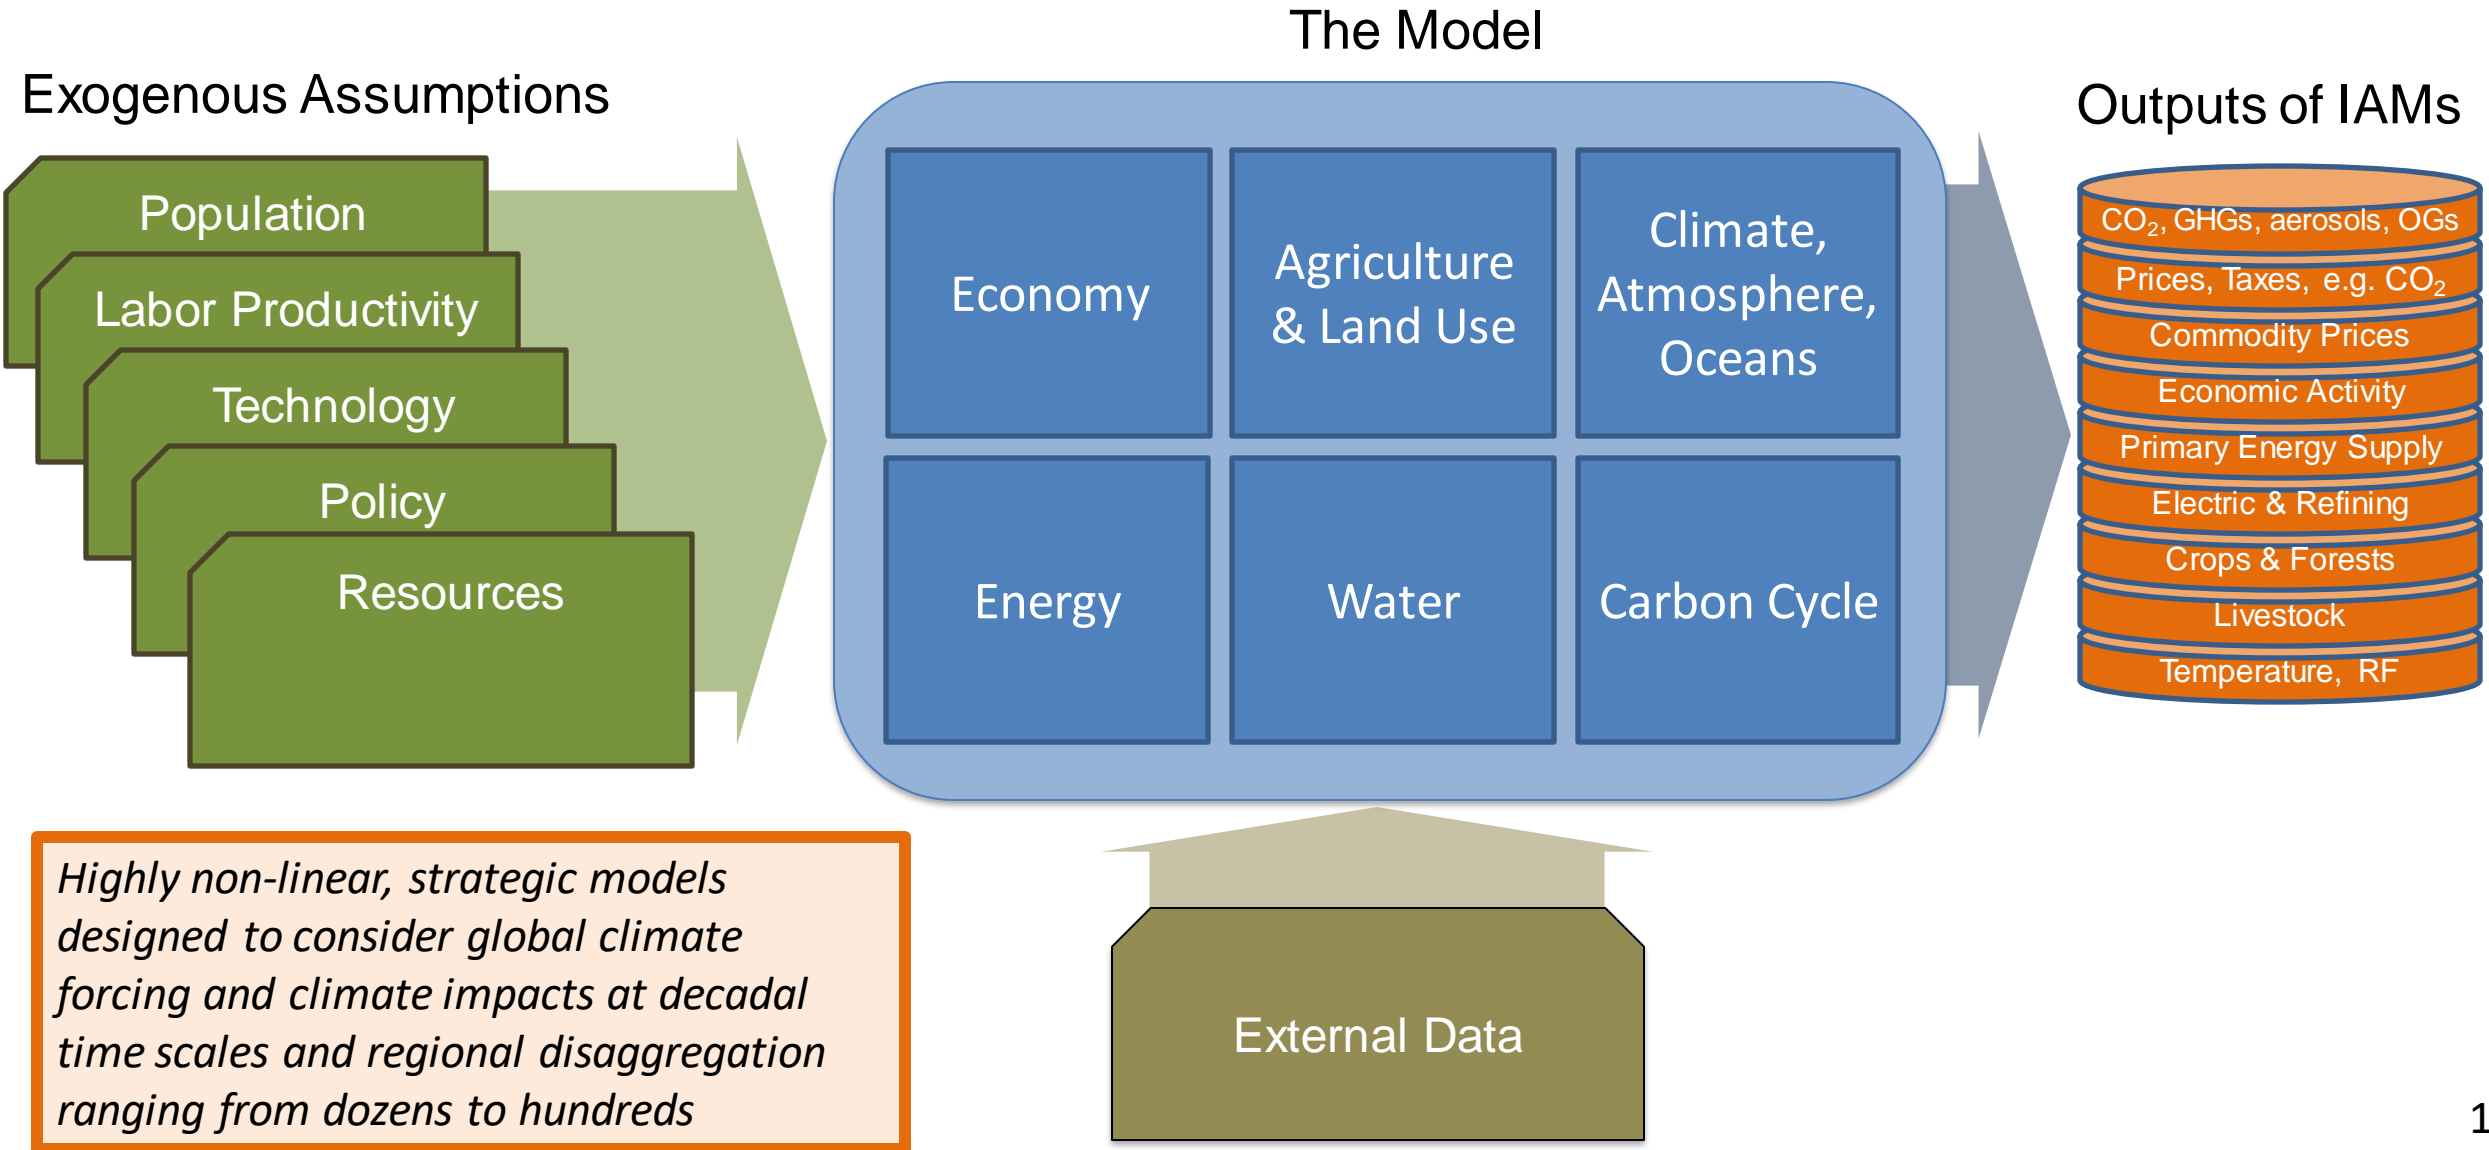 The Model
Exogenous Assumptions
Outputs of IAMs
Population
Labor Productivity
Technology
Policy
Resources
Economy
Agriculture
& Land Use
Climate,
Atmosphere,
Oceans
Energy
Water
Carbon Cycle
CO₂, GHGs, aerosols, OGs
Prices, Taxes, e.g. CO₂
Commodity Prices
Economic Activity
Primary Energy Supply
Electric & Refining
Crops & Forests
Livestock
Temperature, RF
Highly non-linear, strategic models
designed to consider global climate
forcing and climate impacts at decadal
time scales and regional disaggregation
ranging from dozens to hundreds
External Data
1